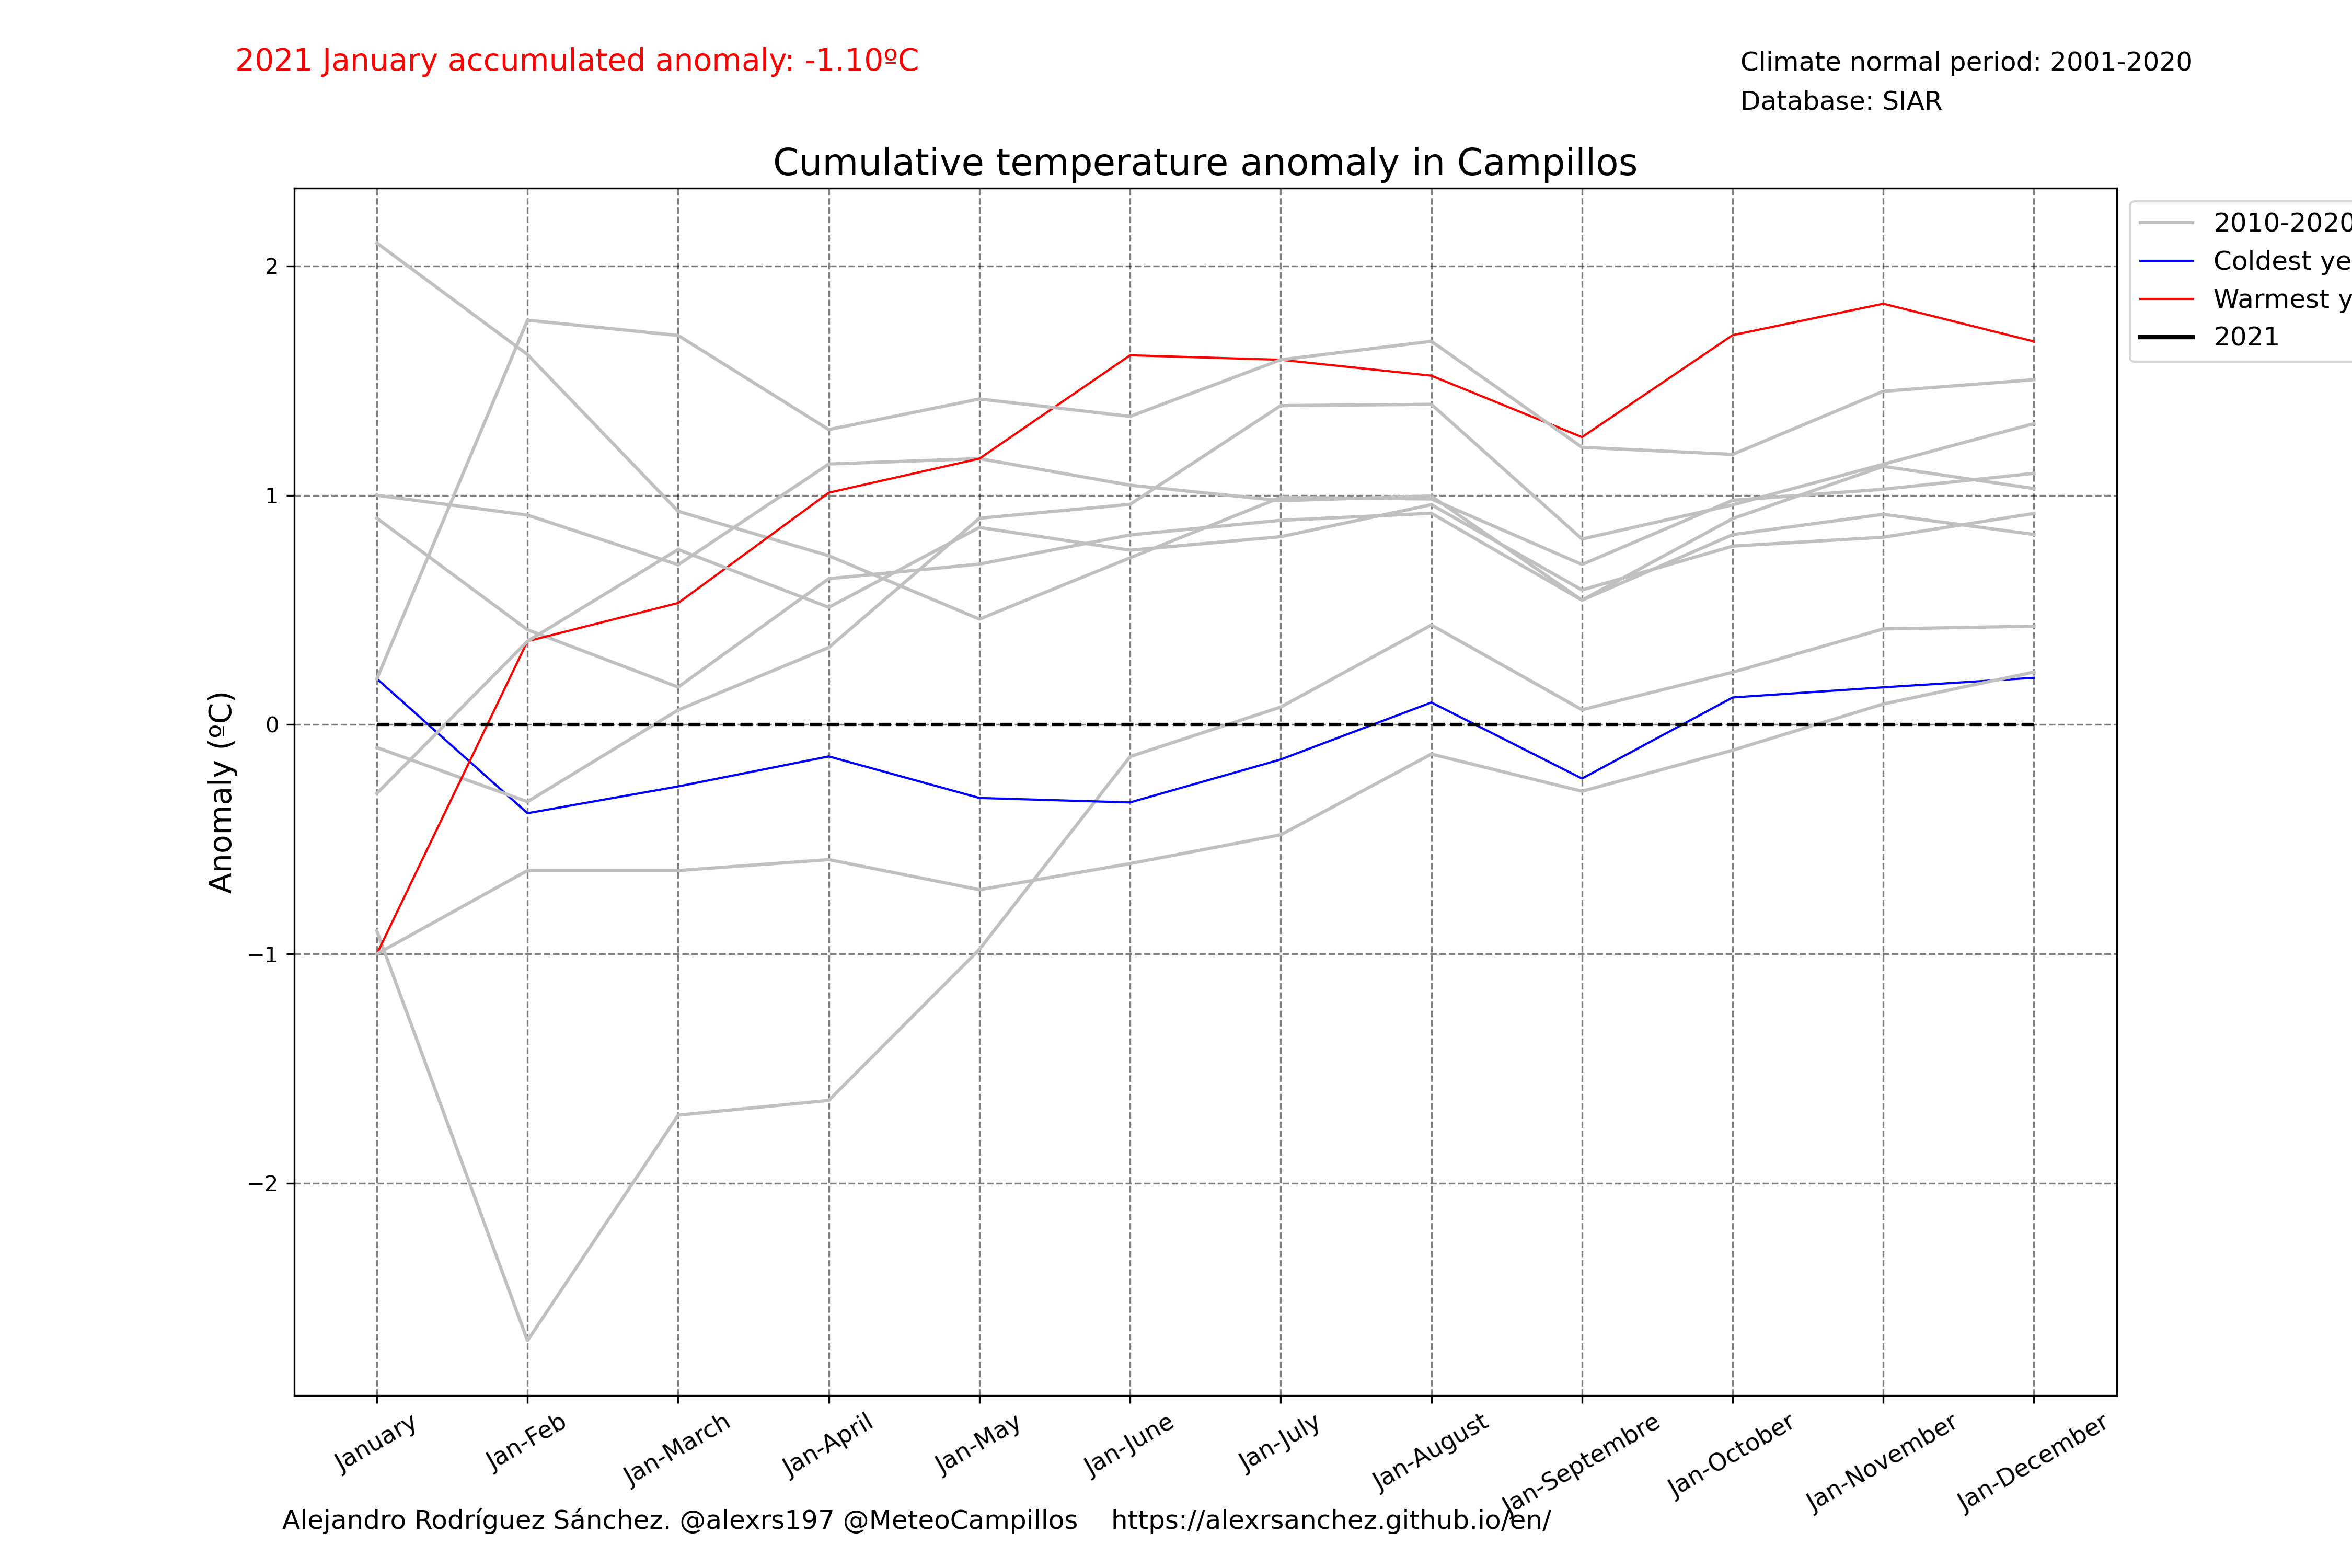 2021 January accumulated anomaly: -1.10ºC
Climate normal period: 2001-2020
Database: SIAR
Cumulative temperature anomaly in Campillos
2010-2020
Coldest ye
Warmest y
2021
Anomaly (ºC)
2
1
0
−1
−2
January
Jan-Feb
Jan-March
Jan-April
Jan-May
Jan-June
Jan-July
Jan-August
Jan-Septembre
Jan-October
Jan-November
Jan-December
Alejandro Rodríguez Sánchez. @alexrs197 @MeteoCampillos https://alexrsanchez.github.io/en/